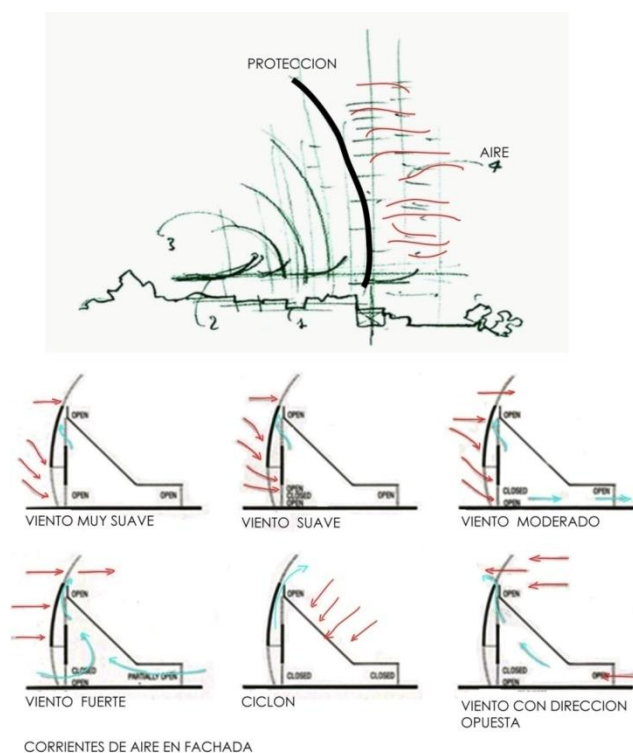 PROTECCION
AIRE
4
3
2
1
OPEN
OPEN
OPEN
VIENTO MUY SUAVE
OPEN
OPEN
CLOSED
OPEN
OPEN
VIENTO SUAVE
OPEN
CLOSED
OPEN
OPEN
VIENTO MODERADO
OPEN
CLOSED
OPEN
PARTIALLY OPEN
VIENTO FUERTE
OPEN
CLOSED
CLOSED
CICLON
OPEN
CLOSED
OPEN
OPEN
VIENTO CON DIRECCION
OPUESTA
CORRIENTES DE AIRE EN FACHADA